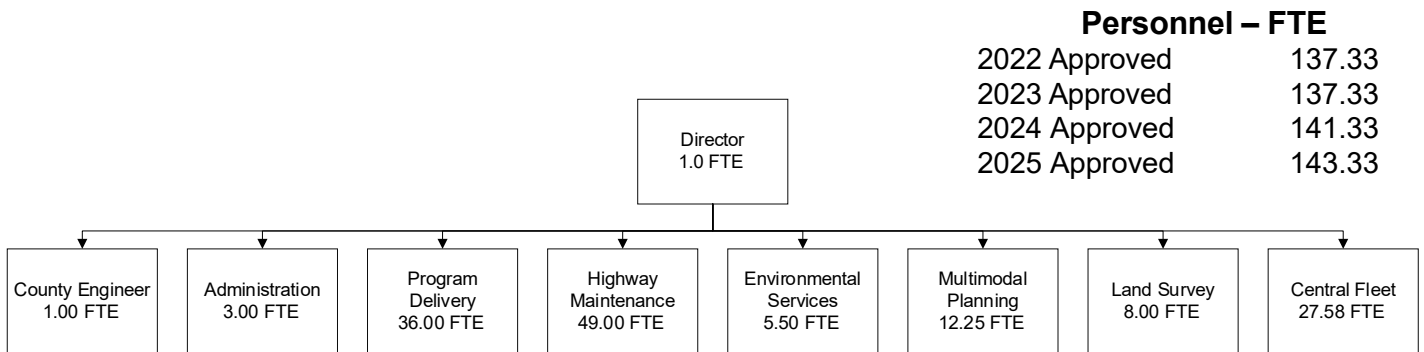 Personnel – FTE
2022 Approved 137.33
2023 Approved 137.33
2024 Approved 141.33
2025 Approved 143.33
Director
1.0 FTE
County Engineer
1.00 FTE
Administration
3.00 FTE
Program
Delivery
36.00 FTE
Highway
Maintenance
49.00 FTE
Environmental
Services
5.50 FTE
Multimodal
Planning
12.25 FTE
Land Survey
8.00 FTE
Central Fleet
27.58 FTE